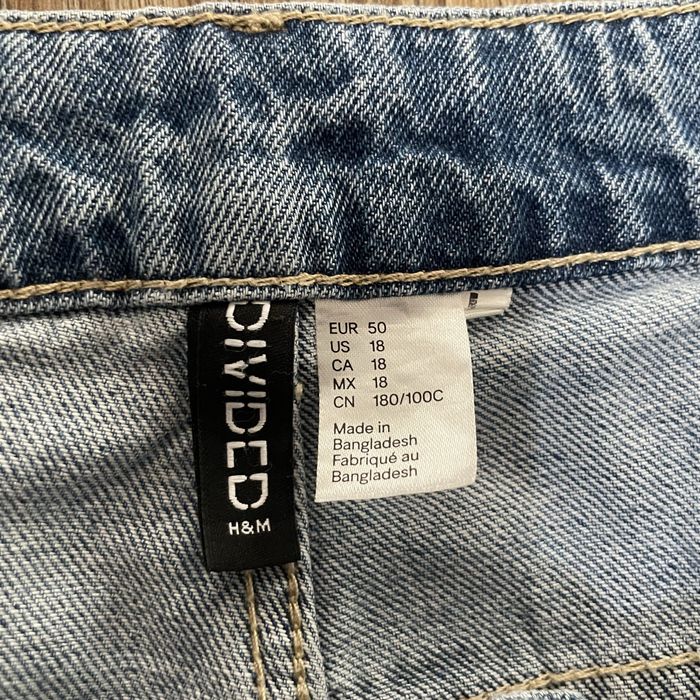 DIVIDED
H&M
EUR 50
US 18
CA 18
MX 18
CN 180/100C
Made in
Bangladesh
Fabriqué au
Bangladesh